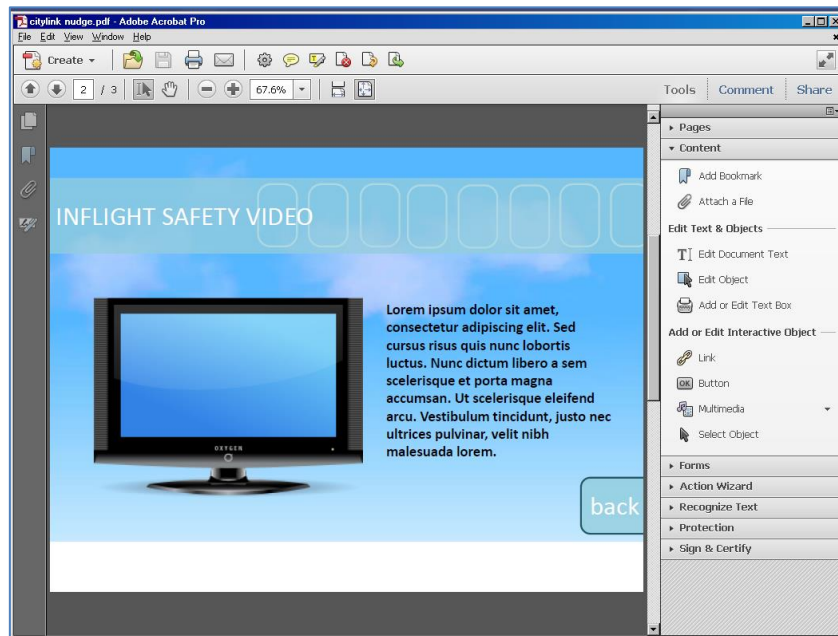 citylink nudge.pdf - Adobe Acrobat Pro
File Edit View Window Help
Create
2 / 3
67.6%
Tools
Comment
Share
Pages
Content
Add Bookmark
Attach a File
Edit Text & Objects
Edit Document Text
Edit Object
Add or Edit Text Box
Add or Edit Interactive Object
Link
OK Button
Multimedia
Select Object
Forms
Action Wizard
Recognize Text
Protection
Sign & Certify
INFLIGHT SAFETY VIDEO
OXYGEN
Lorem ipsum dolor sit amet,
consectetur adipiscing elit. Sed
cursus risus quis nunc lobortis
luctus. Nunc dictum libero a sem
scelerisque et porta magna
accumsan. Ut scelerisque eleifend
arcu. Vestibulum tincidunt, justo nec
ultrices pulvinar, velit nibh
malesuada lorem.
back